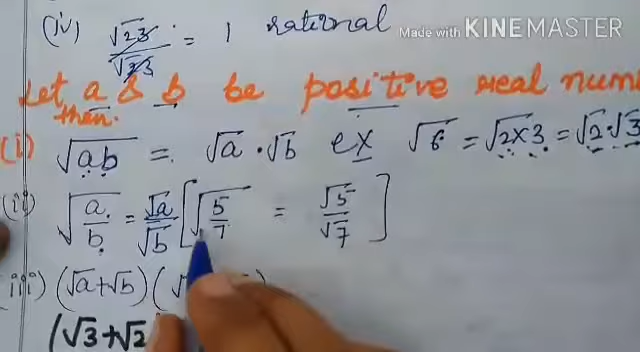 (iv) √23/√23 = 1 rational
Made with KINEMASTER
Let a & b be positive real num
then.
(i) √ab = √a · √b ex √6 = √2×3 = √2·√3
(ii) √a/b = √a/√b [√5/7 = √5/√7]
(iii) (√a+√b) (√
(√3+√2